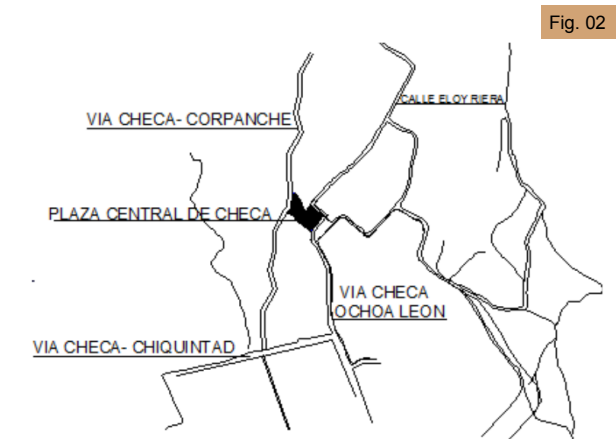 Fig. 02
CALLE ELOY RIERA
VIA CHECA- CORPANCHE
PLAZA CENTRAL DE CHECA
VIA CHECA
OCHOA LEON
VIA CHECA- CHIQUINTAD